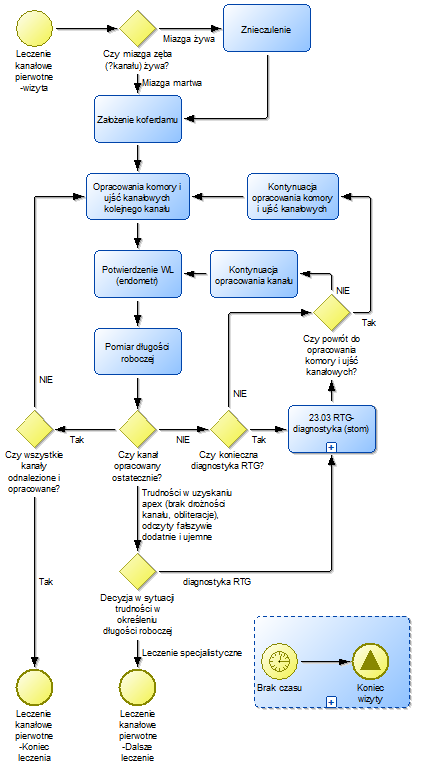 Leczenie
kanałowe
pierwotne
-wizyta
Czy miazga zęba
(?kanału) żywa?
Miazga żywa
Znieczulenie
Miazga martwa
Założenie koferdamu
Opracowania komory i
ujść kanałowych
kolejnego kanału
Kontynuacja
opracowania komory
i ujść kanałowych
Potwierdzenie WL
(endometr)
Kontynuacja
opracowania kanału
NIE
Tak
Czy powrót do
opracowania
komory i ujść
kanałowych?
Pomiar długości
roboczej
NIE
NIE
Czy wszystkie
kanały
odnalezione i
opracowane?
Tak
Czy kanał
opracowany
ostatecznie?
NIE
Czy konieczna
diagnostyka RTG?
Tak
23.03 RTG-
diagnostyka (stom)
Trudności w uzyskaniu
apex (brak drożności
kanału, obliteracje),
odczyty fałszywie
dodatnie i ujemne
Tak
diagnostyka RTG
Decyzja w sytuacji
trudności w
określeniu
długości roboczej
Leczenie specjalistyczne
Brak czasu
Koniec
wizyty
Leczenie
kanałowe
pierwotne
-Koniec
leczenia
Leczenie
kanałowe
pierwotne
-Dalsze
leczenie